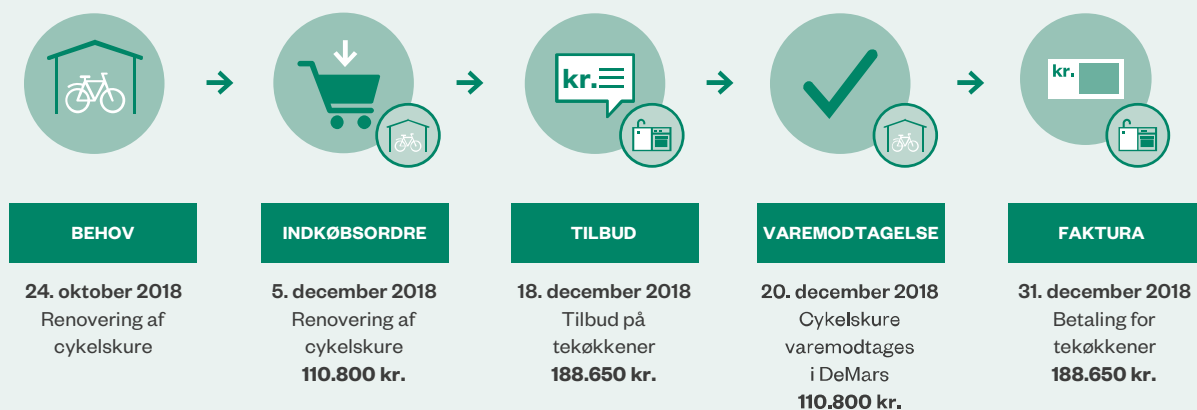 kr.
kr.
BEHOV
24. oktober 2018
Renovering af
cykelskure
INDKØBSORDRE
5. december 2018
Renovering af
cykelskure
110.800 kr.
TILBUD
18. december 2018
Tilbud på
tekøkkener
188.650 kr.
VAREMODTAGELSE
20. december 2018
Cykelskure
varemodtages
i DeMars
110.800 kr.
FAKTURA
31. december 2018
Betaling for
tekøkkener
188.650 kr.